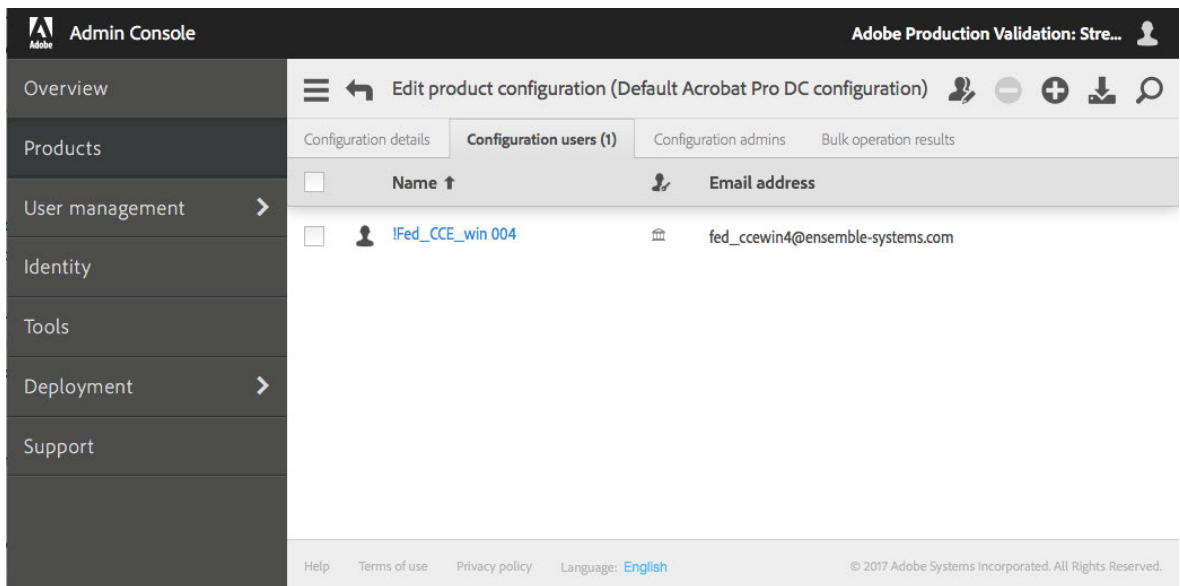 Adobe
Admin Console
Adobe Production Validation: Stre...
Overview
Products
User management
Identity
Tools
Deployment
Support
Edit product configuration (Default Acrobat Pro DC configuration)
Configuration details Configuration users (1) Configuration admins Bulk operation results
Name Email address
!Fed_CCE_win 004 fed_ccewin4@ensemble-systems.com
Help Terms of use Privacy policy Language: English © 2017 Adobe Systems Incorporated. All Rights Reserved.